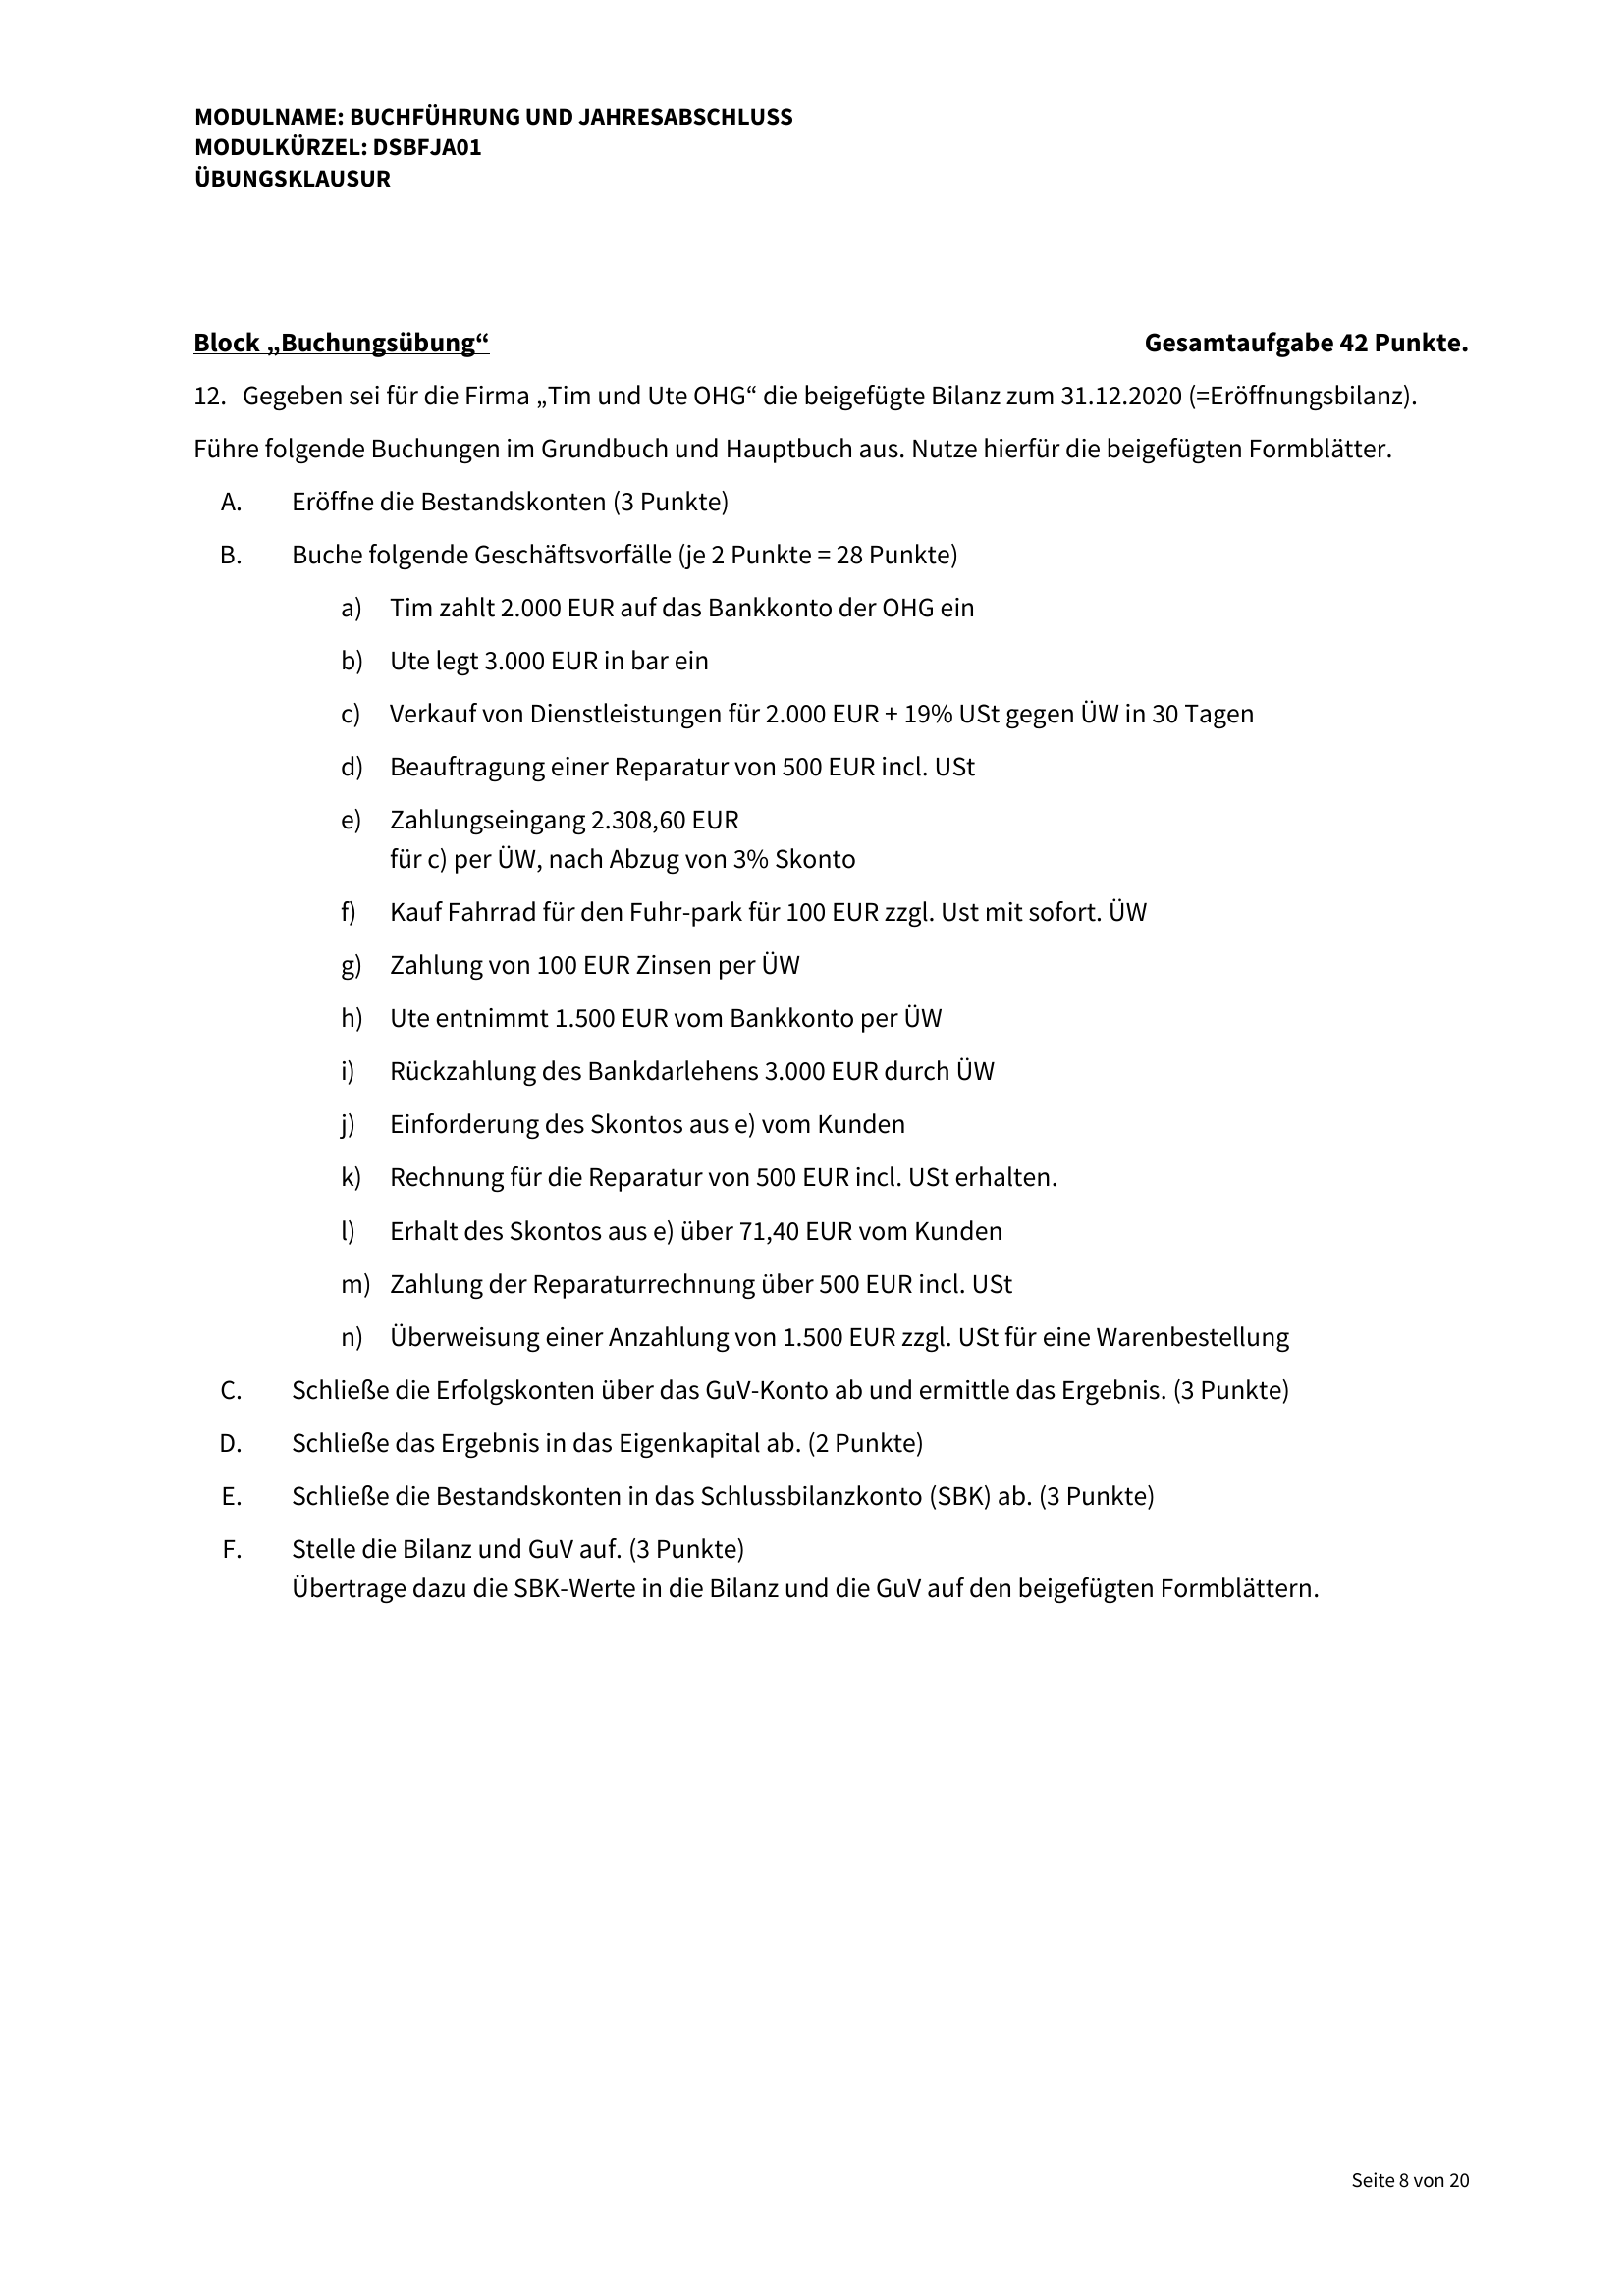 MODULNAME: BUCHFÜHRUNG UND JAHRESABSCHLUSS
MODULKÜRZEL: DSBFJA01
ÜBUNGSKLAUSUR
Block „Buchungsübung“ Gesamtaufgabe 42 Punkte.
12. Gegeben sei für die Firma „Tim und Ute OHG“ die beigefügte Bilanz zum 31.12.2020 (=Eröffnungsbilanz).
Führe folgende Buchungen im Grundbuch und Hauptbuch aus. Nutze hierfür die beigefügten Formblätter.
A. Eröffne die Bestandskonten (3 Punkte)
B. Buche folgende Geschäftsvorfälle (je 2 Punkte = 28 Punkte)
a) Tim zahlt 2.000 EUR auf das Bankkonto der OHG ein
b) Ute legt 3.000 EUR in bar ein
c) Verkauf von Dienstleistungen für 2.000 EUR + 19% USt gegen ÜW in 30 Tagen
d) Beauftragung einer Reparatur von 500 EUR incl. USt
e) Zahlungseingang 2.308,60 EUR
für c) per ÜW, nach Abzug von 3% Skonto
f) Kauf Fahrrad für den Fuhr-park für 100 EUR zzgl. Ust mit sofort. ÜW
g) Zahlung von 100 EUR Zinsen per ÜW
h) Ute entnimmt 1.500 EUR vom Bankkonto per ÜW
i) Rückzahlung des Bankdarlehens 3.000 EUR durch ÜW
j) Einforderung des Skontos aus e) vom Kunden
k) Rechnung für die Reparatur von 500 EUR incl. USt erhalten.
l) Erhalt des Skontos aus e) über 71,40 EUR vom Kunden
m) Zahlung der Reparaturrechnung über 500 EUR incl. USt
n) Überweisung einer Anzahlung von 1.500 EUR zzgl. USt für eine Warenbestellung
C. Schließe die Erfolgskonten über das GuV-Konto ab und ermittle das Ergebnis. (3 Punkte)
D. Schließe das Ergebnis in das Eigenkapital ab. (2 Punkte)
E. Schließe die Bestandskonten in das Schlussbilanzkonto (SBK) ab. (3 Punkte)
F. Stelle die Bilanz und GuV auf. (3 Punkte)
Übertrage dazu die SBK-Werte in die Bilanz und die GuV auf den beigefügten Formblättern.
Seite 8 von 20